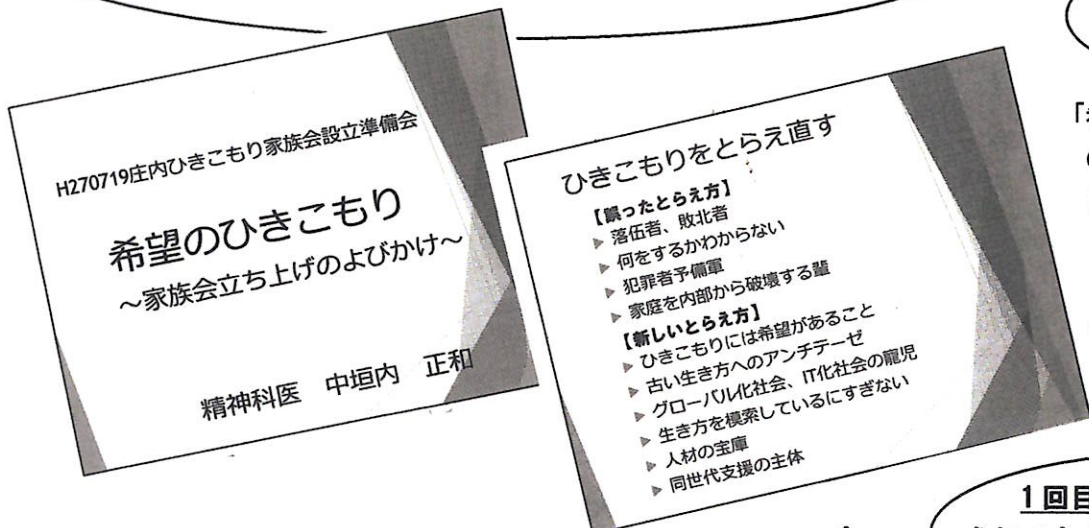 H270719庄内ひきこもり家族会設立準備会
希望のひきこもり
～家族会立ち上げのよびかけ～
精神科医 中垣内 正和
ひきこもりをとらえ直す
【誤ったとらえ方】
▶ 落伍者、敗北者
▶ 何をするかわからない
▶ 犯罪者予備軍
▶ 家庭を内部から破壊する輩
【新しいとらえ方】
▶ ひきこもりには希望があること
▶ 古い生き方へのアンチテーゼ
▶ グローバル化社会、IT化社会の寵児
▶ 生き方を模索しているにすぎない
▶ 人材の宝庫
▶ 同世代支援の主体
1回目